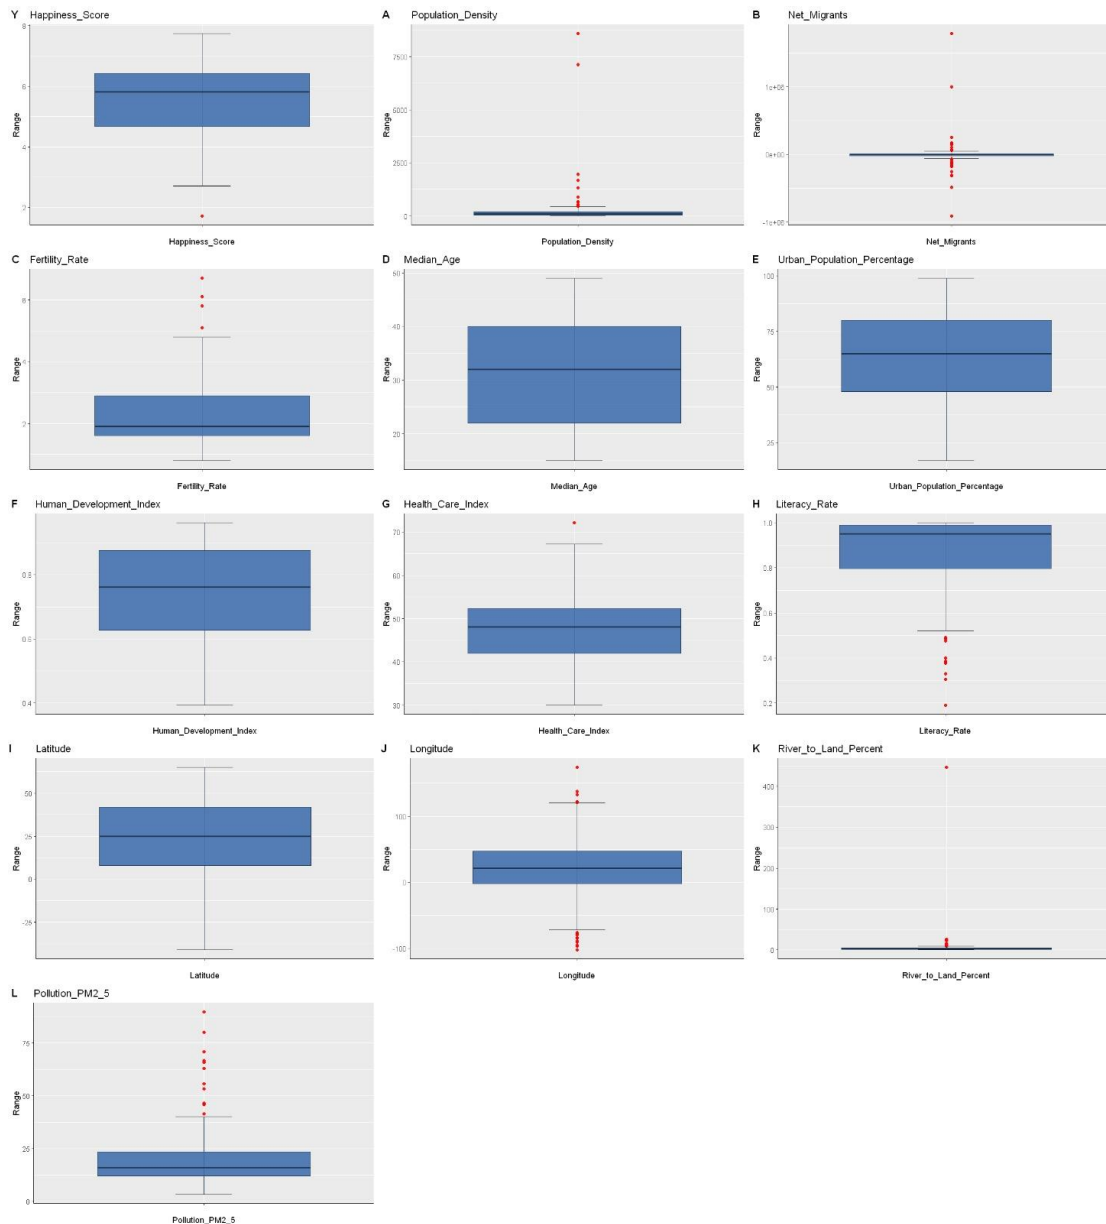 Y Happiness_Score
8
6
4
2
Range
Happiness_Score
A Population_Density
7500
5000
2500
0
Range
Population_Density
B Net_Migrants
1e+06
0e+00
-1e+06
Range
Net_Migrants
C Fertility_Rate
6
4
2
Range
Fertility_Rate
D Median_Age
50
40
30
20
Range
Median_Age
E Urban_Population_Percentage
100
75
50
25
Range
Urban_Population_Percentage
F Human_Development_Index
0.8
0.6
0.4
Range
Human_Development_Index
G Health_Care_Index
70
60
50
40
30
Range
Health_Care_Index
H Literacy_Rate
1.0
0.8
0.6
0.4
0.2
Range
Literacy_Rate
I Latitude
50
25
0
-25
Range
Latitude
J Longitude
100
0
-100
Range
Longitude
K River_to_Land_Percent
400
300
200
100
0
Range
River_to_Land_Percent
L Pollution_PM2_5
75
50
25
0
Range
Pollution_PM2_5